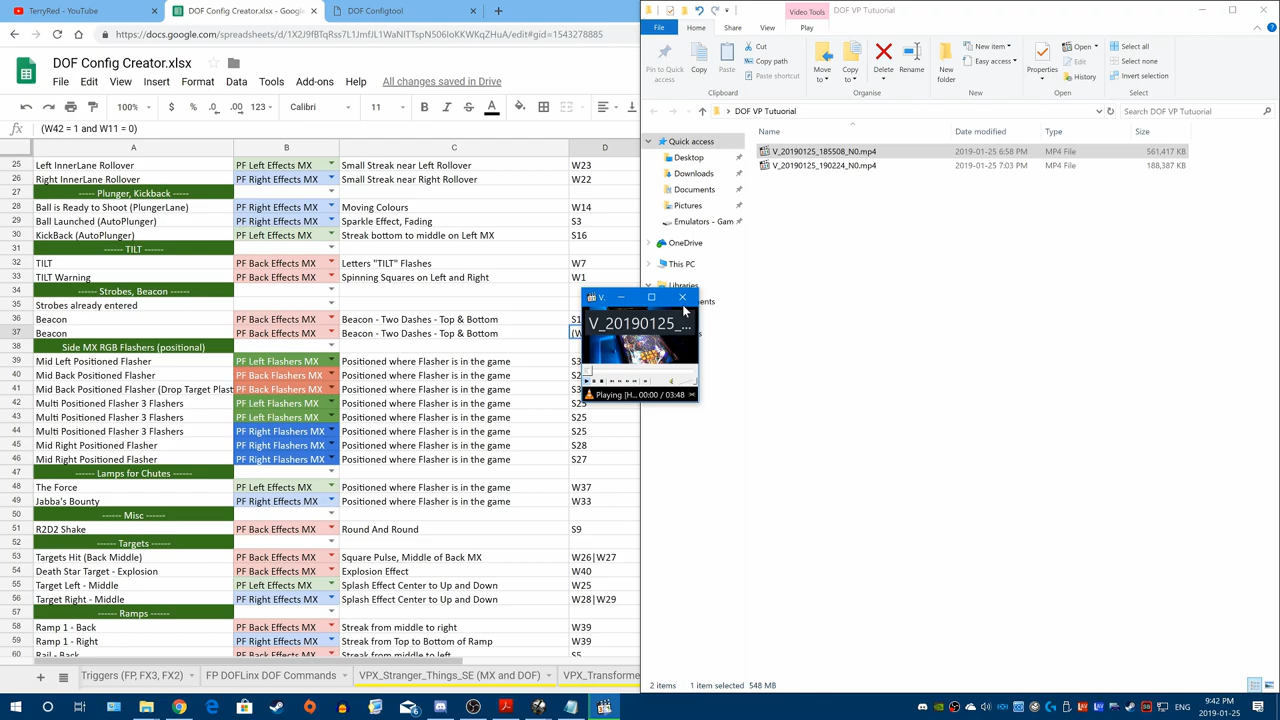 TerryRed - YouTube
DOF Config Creator.xlsx - Google
DOF Configtool
https://docs.google.com
DOF Config Creator.xlsx
File Edit View Insert Format Data Tools Add-ons Help
100% $ % .0 .00 123 Calibri B I S A
fx (W42 = 1 and W11 = 0)
A B C D
25 Left InnerLane Rollover PF Left Effects MX Small Streak near Left Rollover W23
26 Right InnerLane Rollover PF Right Effects MX Small Streak near Right Rollover W22
27 ------ Plunger, Kickback ------
28 Ball is Ready to Shoot (PlungerLane) PF Right Effects MX Moving Colours W14
29 Ball Launched (AutoPlunger) PF Right Effects MX Sparkle Effect, Fading S3
30 KickBack (AutoPlunger) PF Left Effects MX Streak bottom to middle on Left MX S16
31 ------ TILT ------
32 TILT PF Back Effects MX Letters "TILT" Flashes W7
33 TILT Warning PF Back Effects MX Spinning Squares on Left and Right W1
34 ------ Strobes, Beacon ------
35 Strobes already entered
36 Beacon PF Back Effects MX Beacon - Two Dashes - Top & Bottom S1
37 Beacon PF Back Effects MX Beacon - Two Dashes - Top & Bottom (W
38 ------ Side MX RGB Flashers (positional) ------
39 Mid Left Positioned Flasher PF Left Flashers MX Positioned where Flasher is in the game
40 Mid Back Positioned Flasher PF Back Flashers MX Positioned where Flasher is in the game
41 Mid Back Positioned Flasher (Drop Target Plast PF Back Flashers MX Positioned where Flasher is in the game
42 Multi Positioned Flasher 3 Flashers PF Left Flashers MX Positioned where Flasher is in the game S25
43 Multi Positioned Flasher 3 Flashers PF Left Flashers MX Positioned where Flasher is in the game S25
44 Multi Positioned Flasher 3 Flashers PF Right Flashers MX Positioned where Flasher is in the game S25
45 Mid Right Positioned Flasher PF Right Flashers MX Positioned where Flasher is in the game S28
46 Mid Right Positioned Flasher PF Right Flashers MX Positioned where Flasher is in the game S27
47 ------ Lamps for Chutes ------
48 The Force PF Left Effects MX Positioned where Flasher is in the game W37
49 Jabba's Bounty PF Right Effects MX Positioned where Flasher is in the game W33
50 ------ Misc ------
51 R2D2 Shake PF Back Effects MX Round And Round S9
52 ------ Targets ------
53 Targets Hit (Back Middle) PF Back Effects MX Square Pulse, Middle of Back MX W26|W27
54 Death Star Target - Explosion PF Back Effects MX Explosion Effect W40
55 Target Left - Middle PF Left Effects MX Splash Effect Center to Up and Down W25
56 Target Right - Middle PF Right Effects MX Splash Effect Center to Up and Down W28|W29
57 ------ Ramps ------
58 Ramp 1 - Back PF Back Effects MX Streak from middle to right W39
59 Ramp 1 - Right PF Right Effects MX Streak from Top to Bottom of Ramp W39
60 Rail - Back PF Back Effects MX Streak from middle to left S5
Triggers (FP, FX3, FX2) FP DOFLinx DOF Commands VPX_Stranger_Things_SE (MX and DOF) VPX_Transforme
Video Tools DOF VP Tutuorial
File Home Share View Play
Pin to Quick access Copy Paste Cut Copy path Paste shortcut Move to Copy to Delete Rename New folder New item Easy access Properties Open Edit History Select all Select none Invert selection
Clipboard Organise New Open Select
DOF VP Tutuorial Search DOF VP Tutuorial
Name Date modified Type Size
V_20190125_185508_N0.mp4 2019-01-25 6:58 PM MP4 File 561,417 KB
V_20190125_190224_N0.mp4 2019-01-25 7:03 PM MP4 File 188,387 KB
Quick access
Desktop
Downloads
Documents
Pictures
Emulators - Gam
OneDrive
This PC
Libraries
V.
V_20190125_...
Playing [H... 00:00 / 03:48
2 items 1 item selected 548 MB
ENG
9:42 PM
2019-01-25